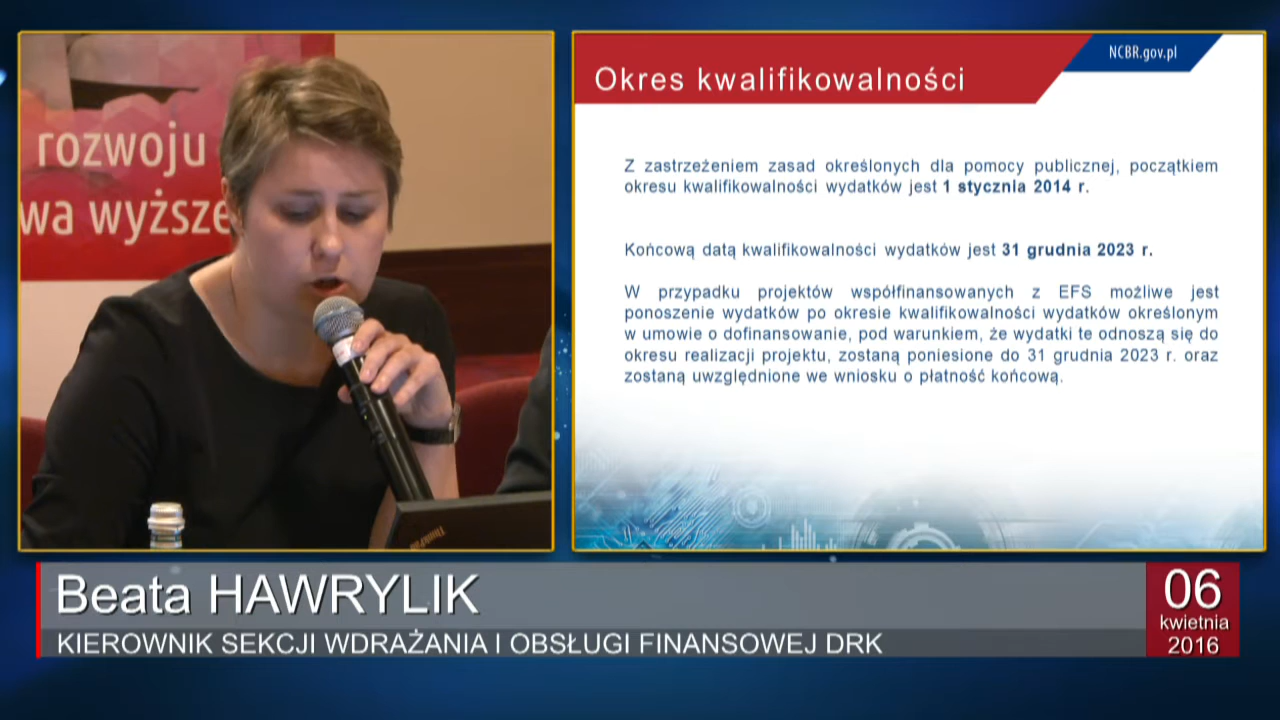 rozwoju
wa wyższe
NCBR.gov.pl
Okres kwalifikowalności
Z zastrzeżeniem zasad określonych dla pomocy publicznej, początkiem
okresu kwalifikowalności wydatków jest 1 stycznia 2014 r.
Końcową datą kwalifikowalności wydatków jest 31 grudnia 2023 r.
W przypadku projektów współfinansowanych z EFS możliwe jest
ponoszenie wydatków po okresie kwalifikowalności wydatków określonym
w umowie o dofinansowanie, pod warunkiem, że wydatki te odnoszą się do
okresu realizacji projektu, zostaną poniesione do 31 grudnia 2023 r. oraz
zostaną uwzględnione we wniosku o płatność końcową.
Beata HAWRYLIK
KIEROWNIK SEKCJI WDRAŻANIA I OBSŁUGI FINANSOWEJ DRK
06
kwietnia
2016